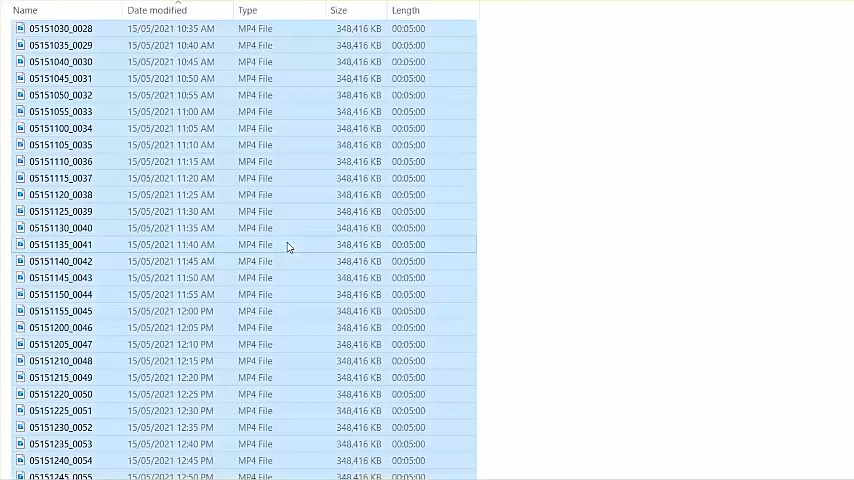 Name Date modified Type Size Length
05151030_0028 15/05/2021 10:35 AM MP4 File 348,416 KB 00:05:00
05151035_0029 15/05/2021 10:40 AM MP4 File 348,416 KB 00:05:00
05151040_0030 15/05/2021 10:45 AM MP4 File 348,416 KB 00:05:00
05151045_0031 15/05/2021 10:50 AM MP4 File 348,416 KB 00:05:00
05151050_0032 15/05/2021 10:55 AM MP4 File 348,416 KB 00:05:00
05151055_0033 15/05/2021 11:00 AM MP4 File 348,416 KB 00:05:00
05151100_0034 15/05/2021 11:05 AM MP4 File 348,416 KB 00:05:00
05151105_0035 15/05/2021 11:10 AM MP4 File 348,416 KB 00:05:00
05151110_0036 15/05/2021 11:15 AM MP4 File 348,416 KB 00:05:00
05151115_0037 15/05/2021 11:20 AM MP4 File 348,416 KB 00:05:00
05151120_0038 15/05/2021 11:25 AM MP4 File 348,416 KB 00:05:00
05151125_0039 15/05/2021 11:30 AM MP4 File 348,416 KB 00:05:00
05151130_0040 15/05/2021 11:35 AM MP4 File 348,416 KB 00:05:00
05151135_0041 15/05/2021 11:40 AM MP4 File 348,416 KB 00:05:00
05151140_0042 15/05/2021 11:45 AM MP4 File 348,416 KB 00:05:00
05151145_0043 15/05/2021 11:50 AM MP4 File 348,416 KB 00:05:00
05151150_0044 15/05/2021 11:55 AM MP4 File 348,416 KB 00:05:00
05151155_0045 15/05/2021 12:00 PM MP4 File 348,416 KB 00:05:00
05151200_0046 15/05/2021 12:05 PM MP4 File 348,416 KB 00:05:00
05151205_0047 15/05/2021 12:10 PM MP4 File 348,416 KB 00:05:00
05151210_0048 15/05/2021 12:15 PM MP4 File 348,416 KB 00:05:00
05151215_0049 15/05/2021 12:20 PM MP4 File 348,416 KB 00:05:00
05151220_0050 15/05/2021 12:25 PM MP4 File 348,416 KB 00:05:00
05151225_0051 15/05/2021 12:30 PM MP4 File 348,416 KB 00:05:00
05151230_0052 15/05/2021 12:35 PM MP4 File 348,416 KB 00:05:00
05151235_0053 15/05/2021 12:40 PM MP4 File 348,416 KB 00:05:00
05151240_0054 15/05/2021 12:45 PM MP4 File 348,416 KB 00:05:00
05151245_0055 15/05/2021 12:50 PM MP4 File 348,416 KB 00:05:00